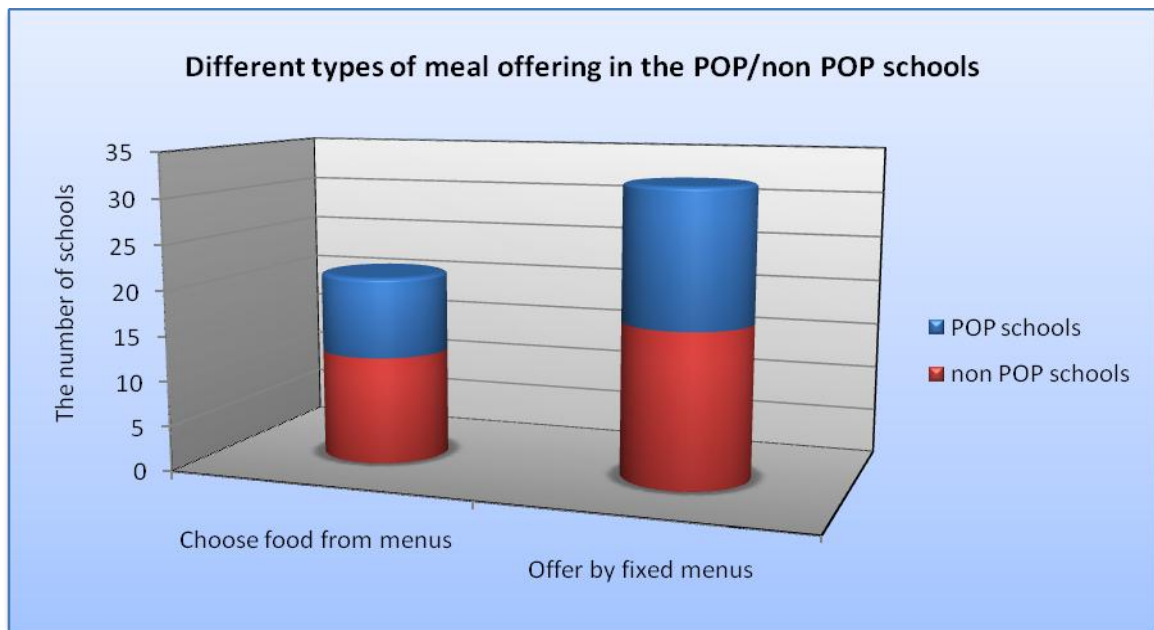 Different types of meal offering in the POP/non POP schools
The number of schools
35
30
25
20
15
10
5
0
Choose food from menus
Offer by fixed menus
POP schools
non POP schools